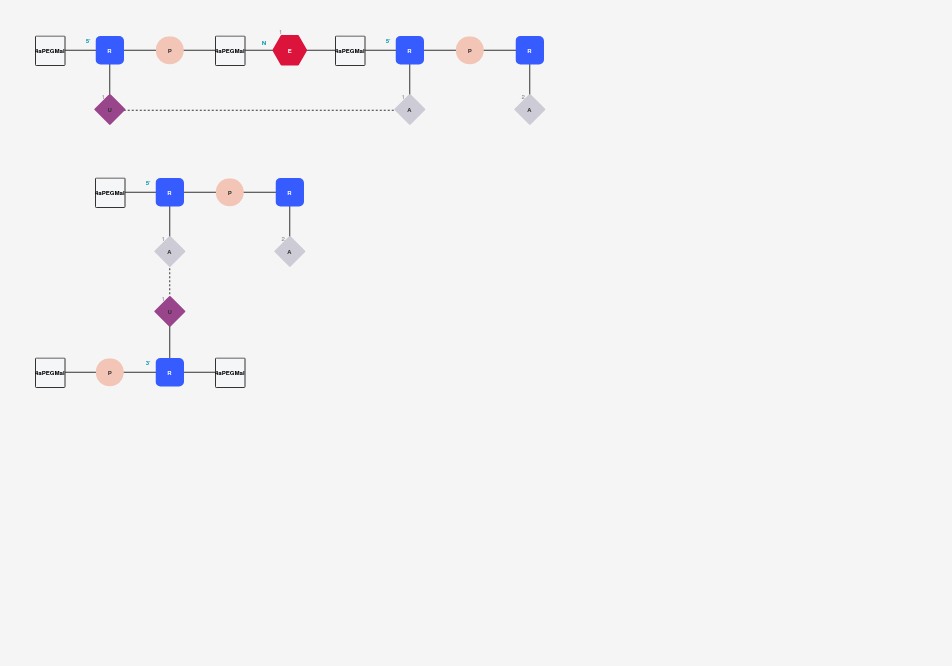 5' 1 5'
4aPEGMal R P 4aPEGMal N E 4aPEGMal R P R
1 U 1 A 2 A
5'
4aPEGMal R P R
1 A 2 A
1 U
3'
4aPEGMal P R 4aPEGMal